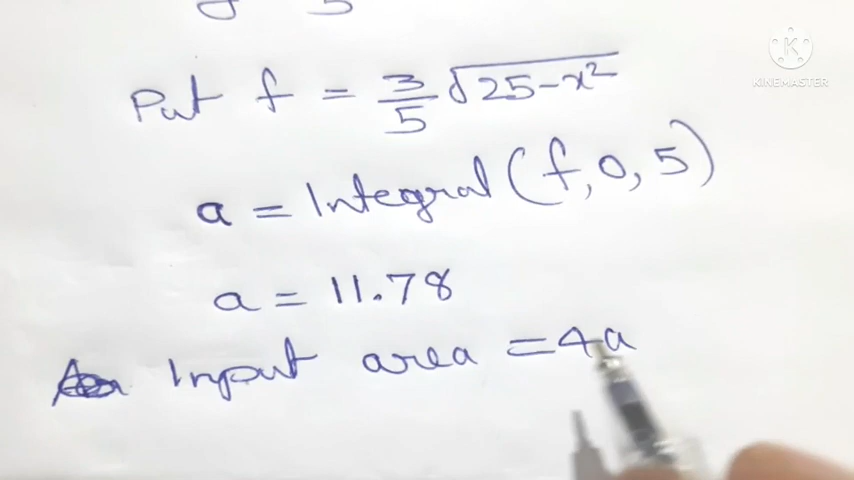 Put f = 3/5 √25-x²
KINEMASTER
a = Integral (f, 0, 5)
a = 11.78
Input area = 4a